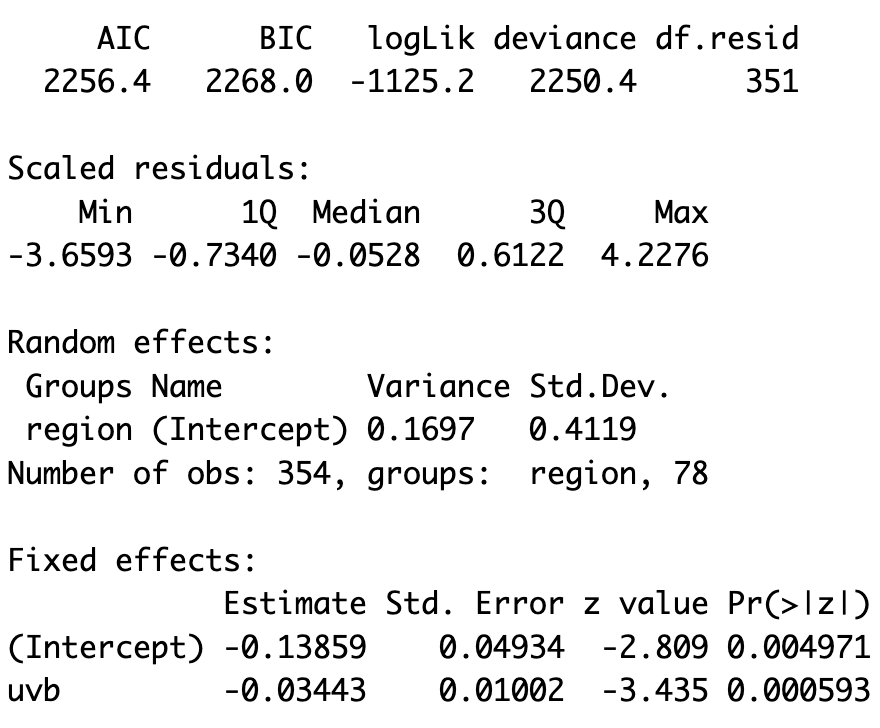 AIC BIC logLik deviance df.resid
2256.4 2268.0 -1125.2 2250.4 351
Scaled residuals:
Min 1Q Median 3Q Max
-3.6593 -0.7340 -0.0528 0.6122 4.2276
Random effects:
Groups Name Variance Std.Dev.
region (Intercept) 0.1697 0.4119
Number of obs: 354, groups: region, 78
Fixed effects:
Estimate Std. Error z value Pr(>|z|)
(Intercept) -0.13859 0.04934 -2.809 0.004971
uvb -0.03443 0.01002 -3.435 0.000593